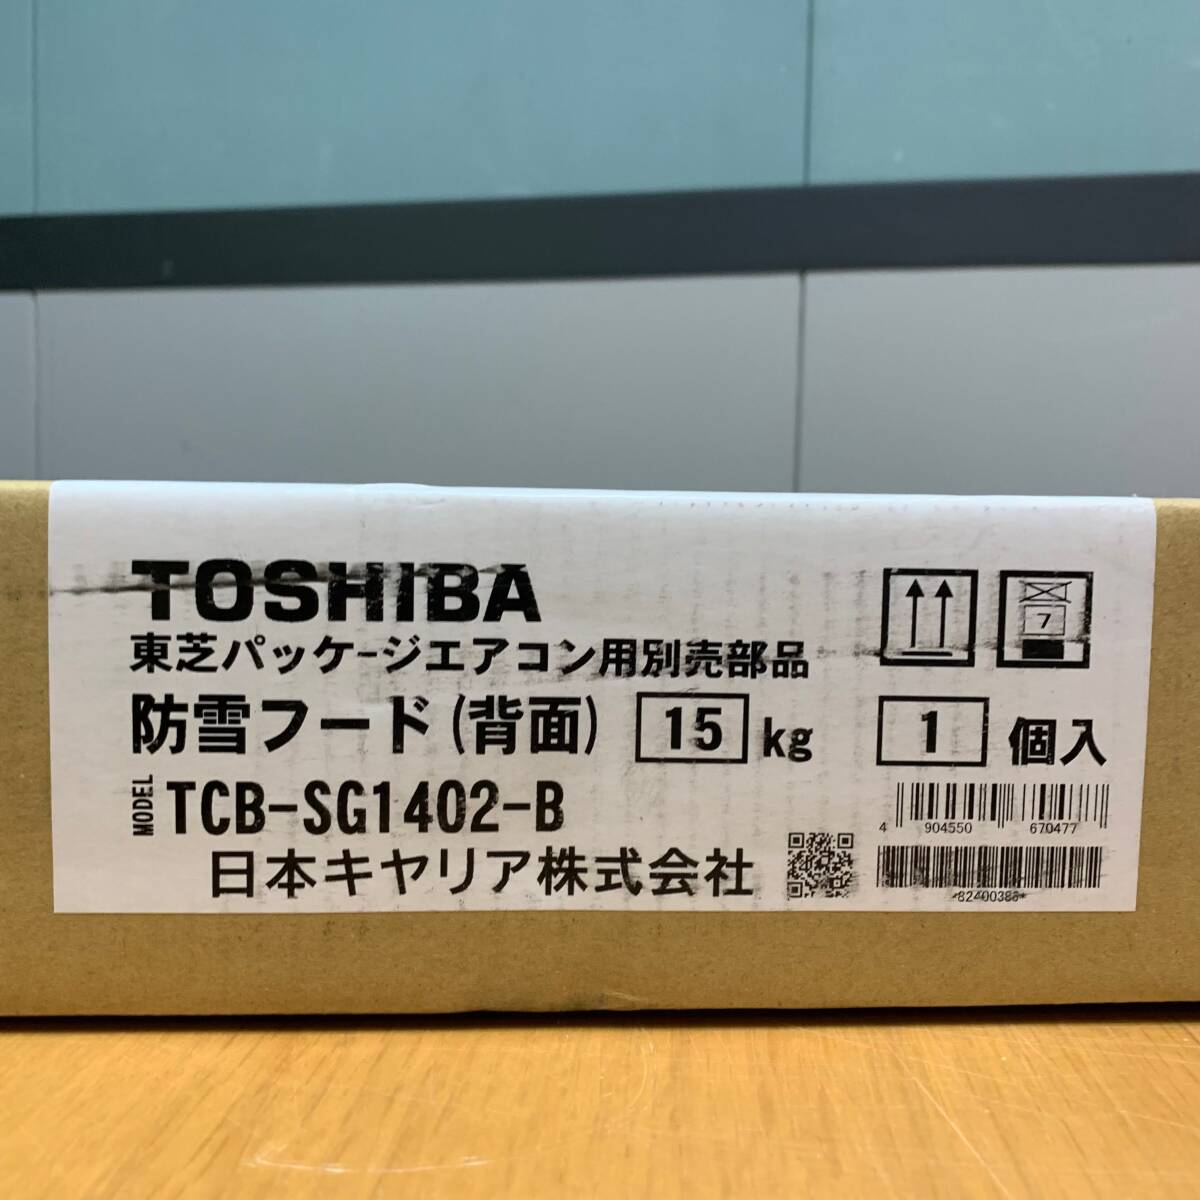 TOSHIBA
東芝パッケージエアコン用別売部品
防雪フード(背面) 15 kg 1 個入
7
MODEL TCB-SG1402-B
日本キヤリア株式会社
4 904550 670477